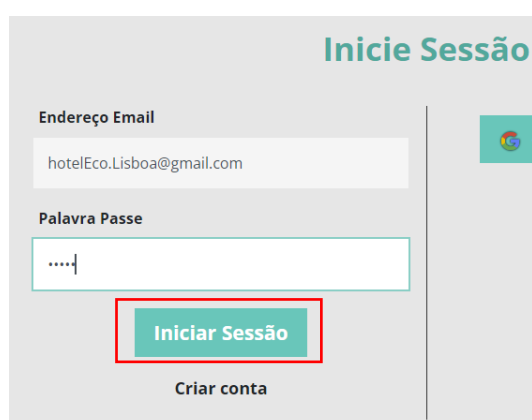 Inicie Sessão
Endereço Email
hotelEco.Lisboa@gmail.com
Palavra Passe
•••••
Iniciar Sessão
Criar conta